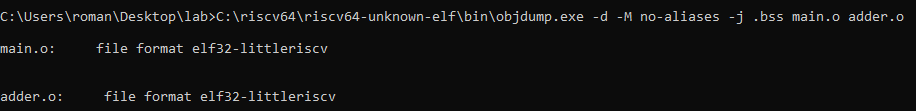 C:\Users\roman\Desktop\lab>C:\riscv64\riscv64-unknown-elf\bin\objdump.exe -d -M no-aliases -j .bss main.o adder.o
main.o:     file format elf32-littleriscv
adder.o:     file format elf32-littleriscv